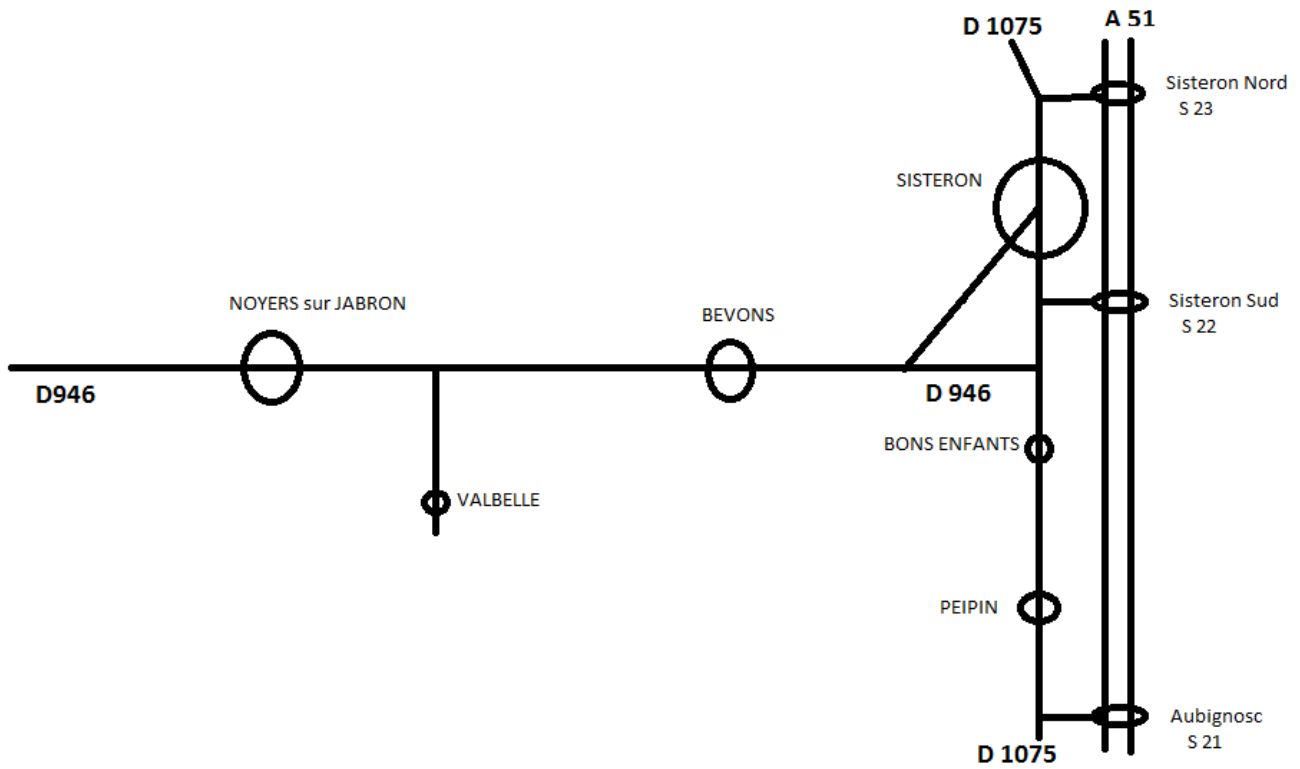 D 1075
A 51
Sisteron Nord
S 23
SISTERON
NOYERS sur JABRON
BEVONS
Sisteron Sud
S 22
D946
D 946
BONS ENFANTS
VALBELLE
PEIPIN
Aubignosc
S 21
D 1075